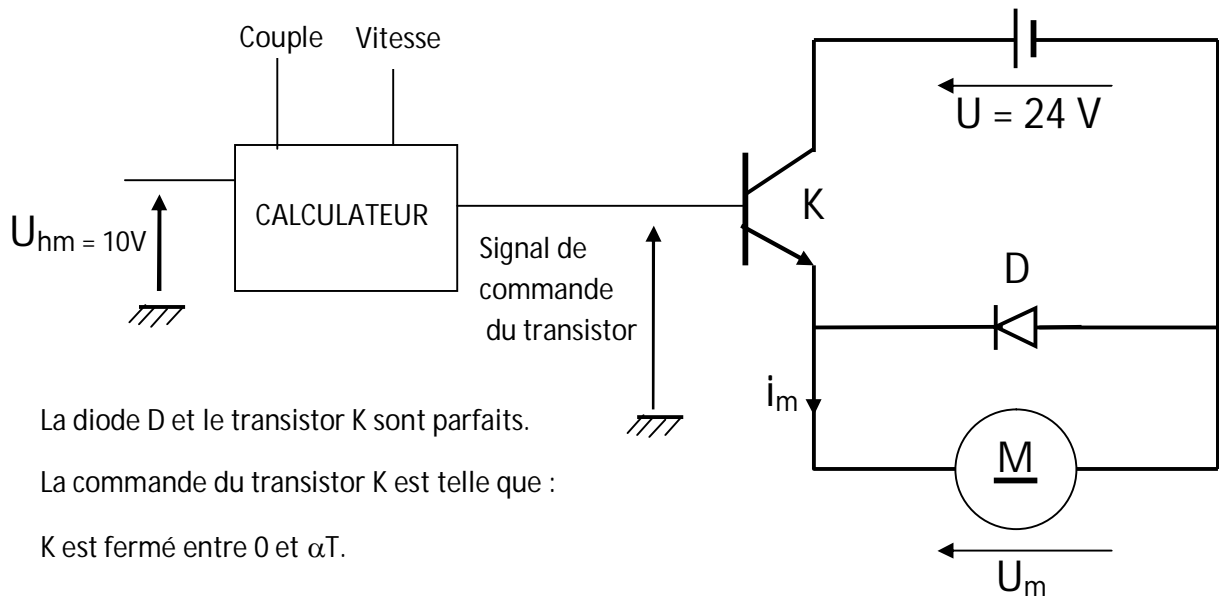 Couple Vitesse
U = 24 V
K
CALCULATEUR
Uhm = 10V
Signal de
commande
du transistor
D
im
La diode D et le transistor K sont parfaits.
M
La commande du transistor K est telle que :
K est fermé entre 0 et αT.
Um